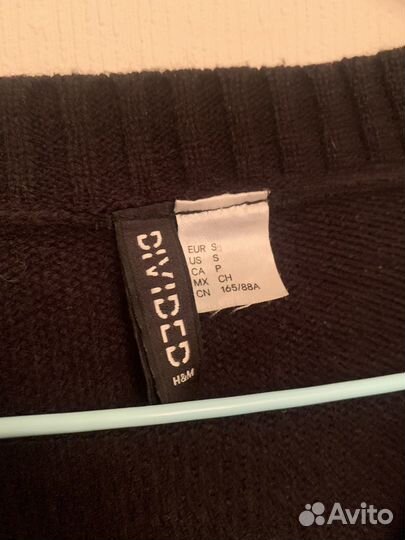 DIVIDED
H&M
EUR S
US S
CA P
MX CH
CN 165/88A
Avito